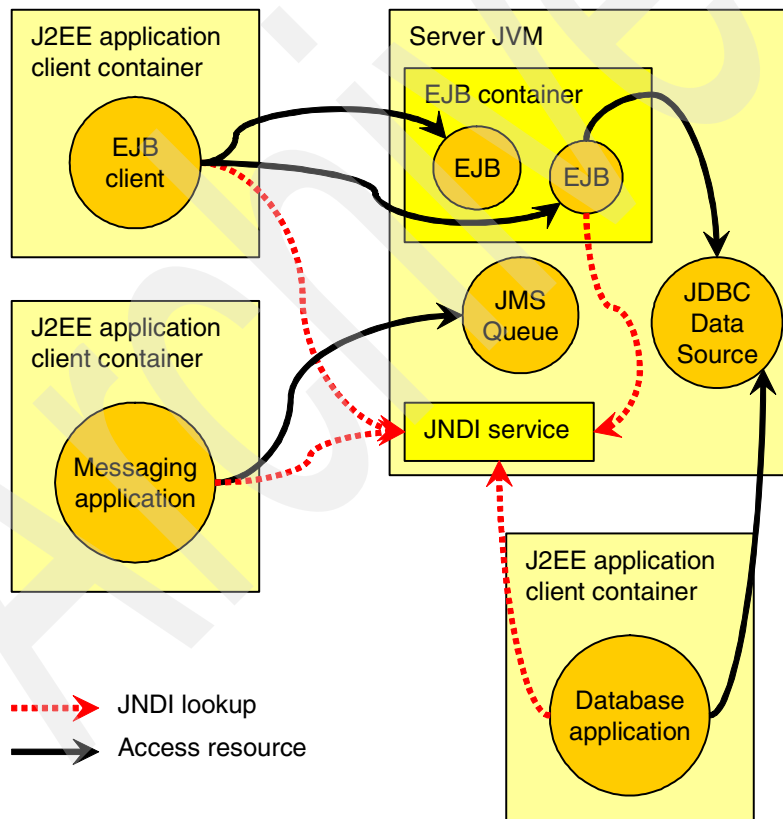 J2EE application
client container
EJB
client
Server JVM
EJB container
EJB
EJB
J2EE application
client container
Messaging
application
JMS
Queue
JDBC
Data
Source
JNDI service
J2EE application
client container
Database
application
JNDI lookup
Access resource
Archive